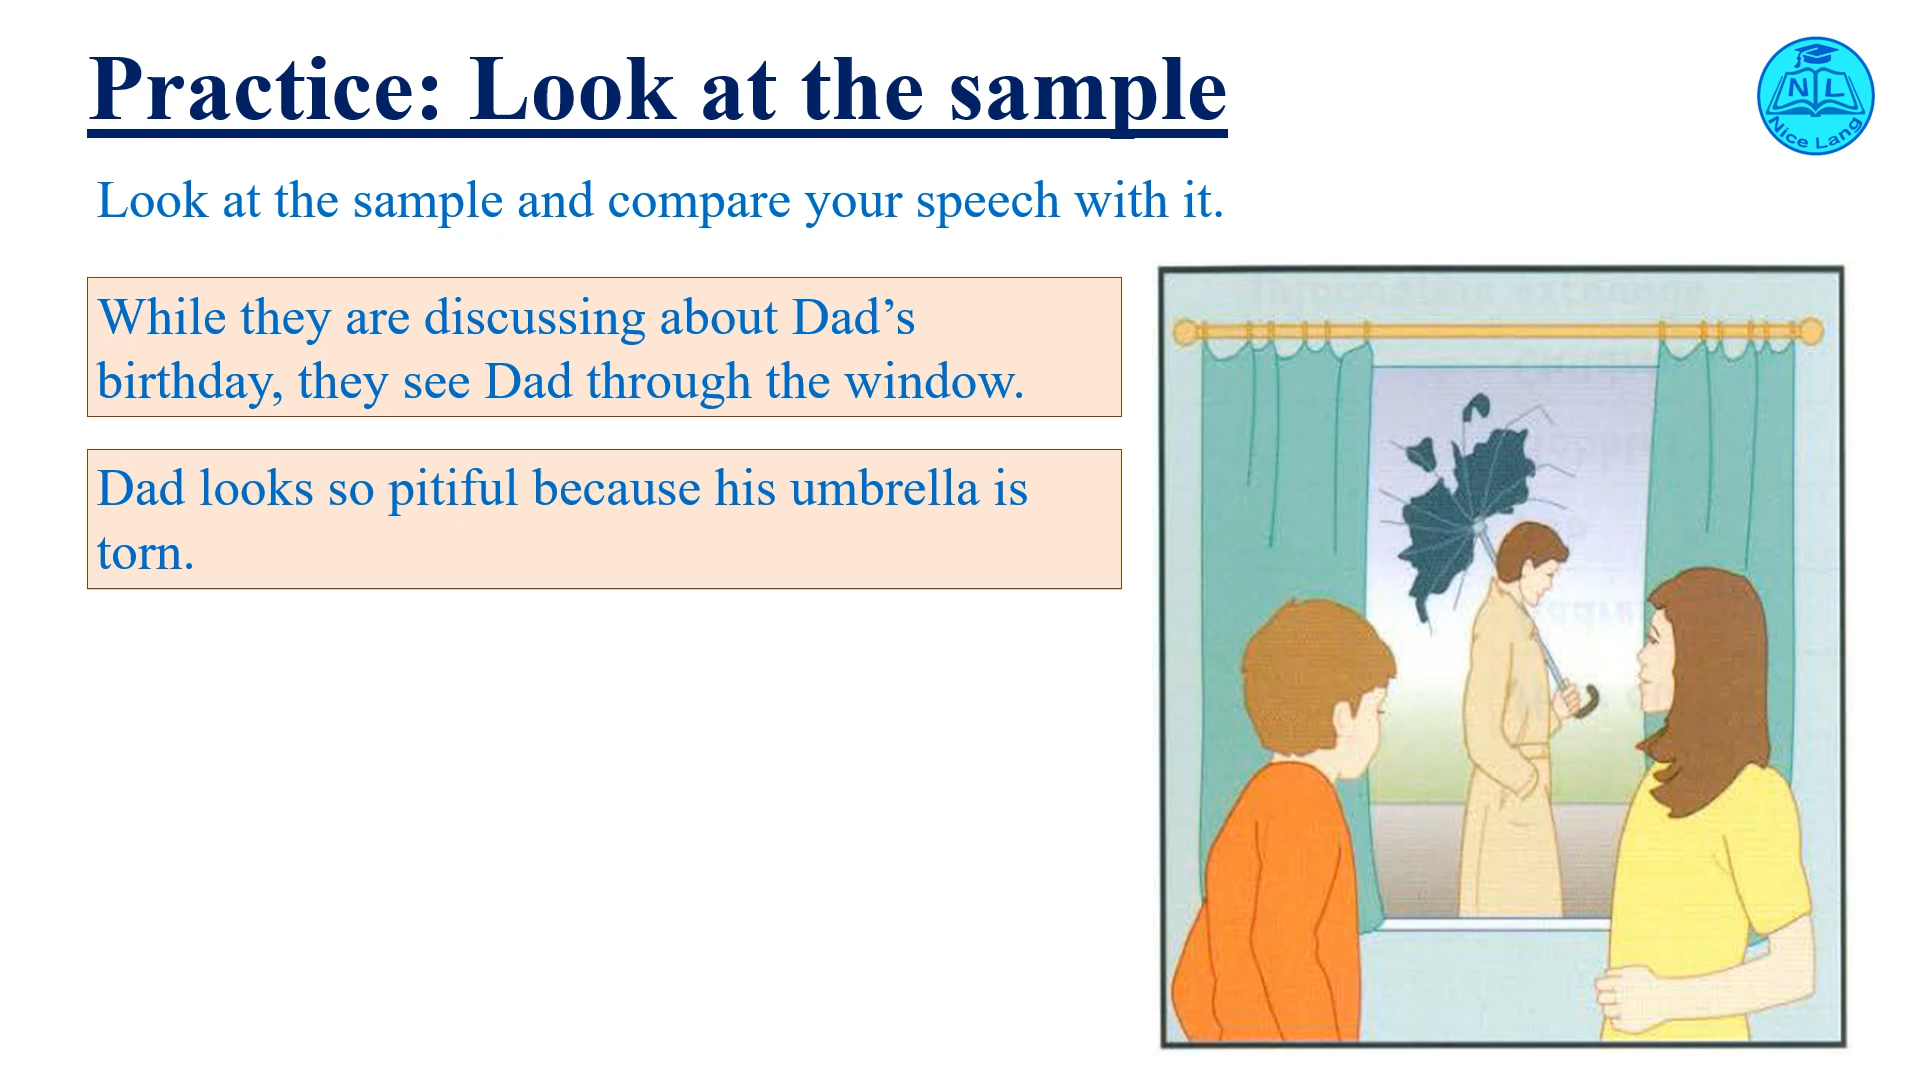 Practice: Look at the sample
N L
Nice Lang
Look at the sample and compare your speech with it.
While they are discussing about Dad’s
birthday, they see Dad through the window.
Dad looks so pitiful because his umbrella is
torn.